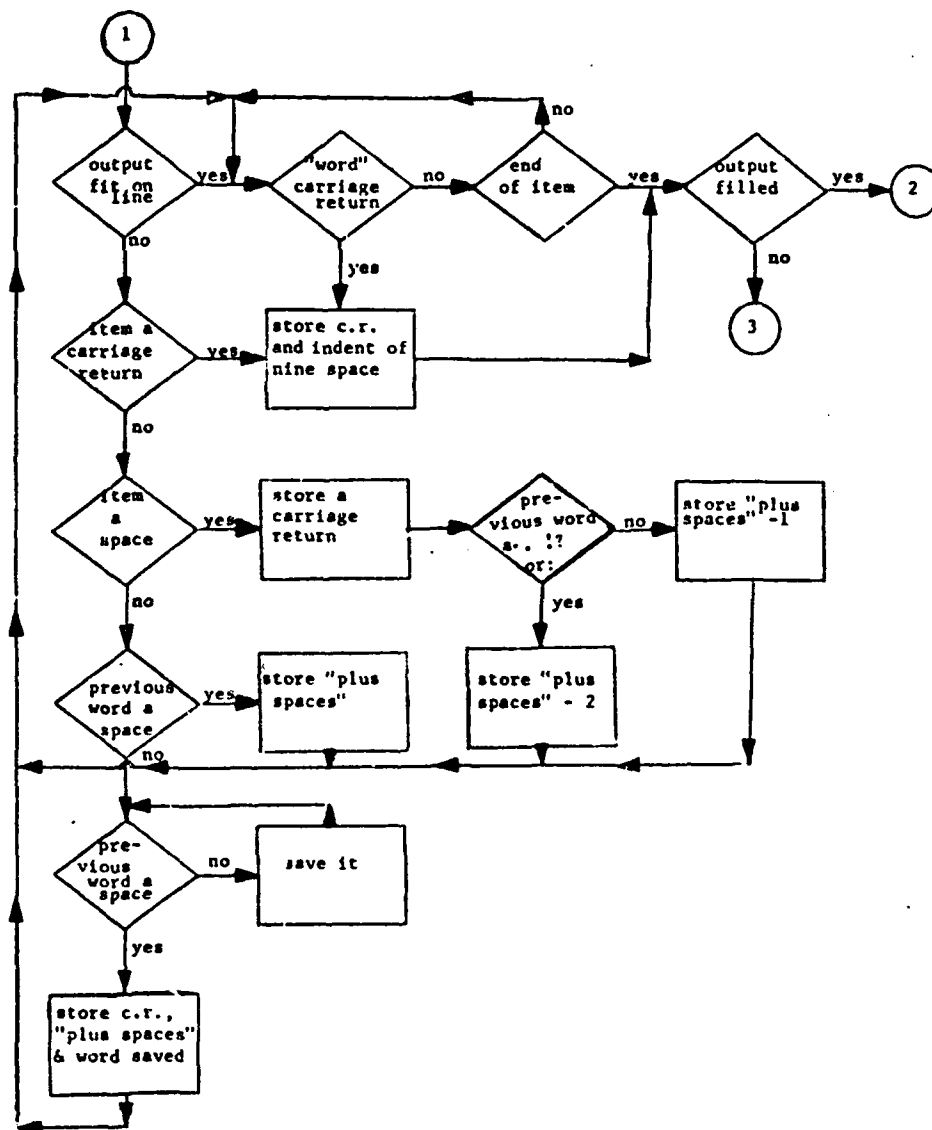 1
no
output
fit on
line
yes
"word"
carriage
return
no
end
of item
yes
output
filled
yes
2
no
yes
no
3
item a
carriage
return
yes
store c.r.
and indent of
nine space
no
item
a
space
yes
store a
carriage
return
pre-
vious word
a . !?
or:
no
store "plus
spaces" -1
no
yes
previous
word a
space
yes
store "plus
spaces"
store "plus
spaces" - 2
no
pre-
vious
word a
space
no
save it
yes
store c.r.,
"plus spaces"
& word saved